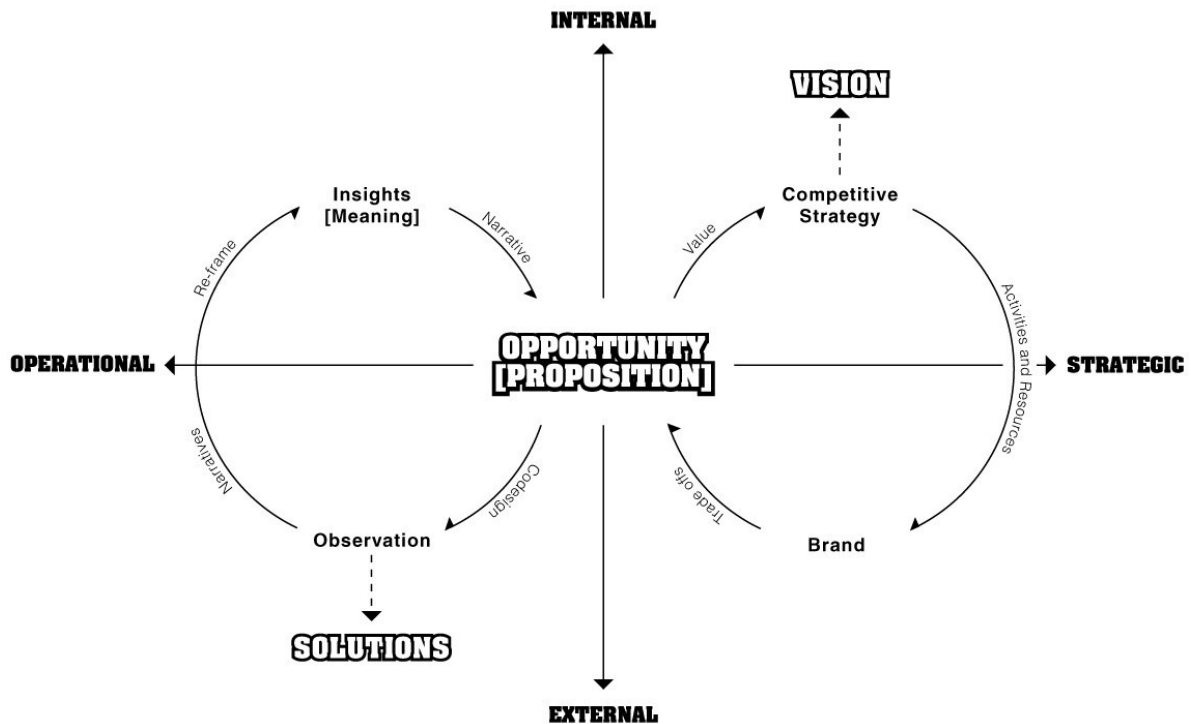 INTERNAL
VISION
Insights
[Meaning]
Narrative
Value
Competitive
Strategy
Re-frame
Activities and Resources
OPERATIONAL
OPPORTUNITY
[PROPOSITION]
STRATEGIC
Narratives
Codesign
Trade offs
Observation
Brand
SOLUTIONS
EXTERNAL